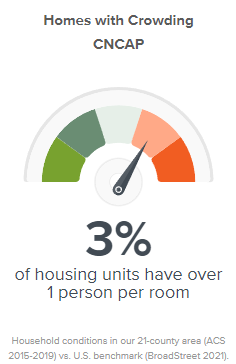 Homes with Crowding
CNCAP
3%
of housing units have over
1 person per room
Household conditions in our 21-county area (ACS
2015-2019) vs. U.S. benchmark (BroadStreet 2021).